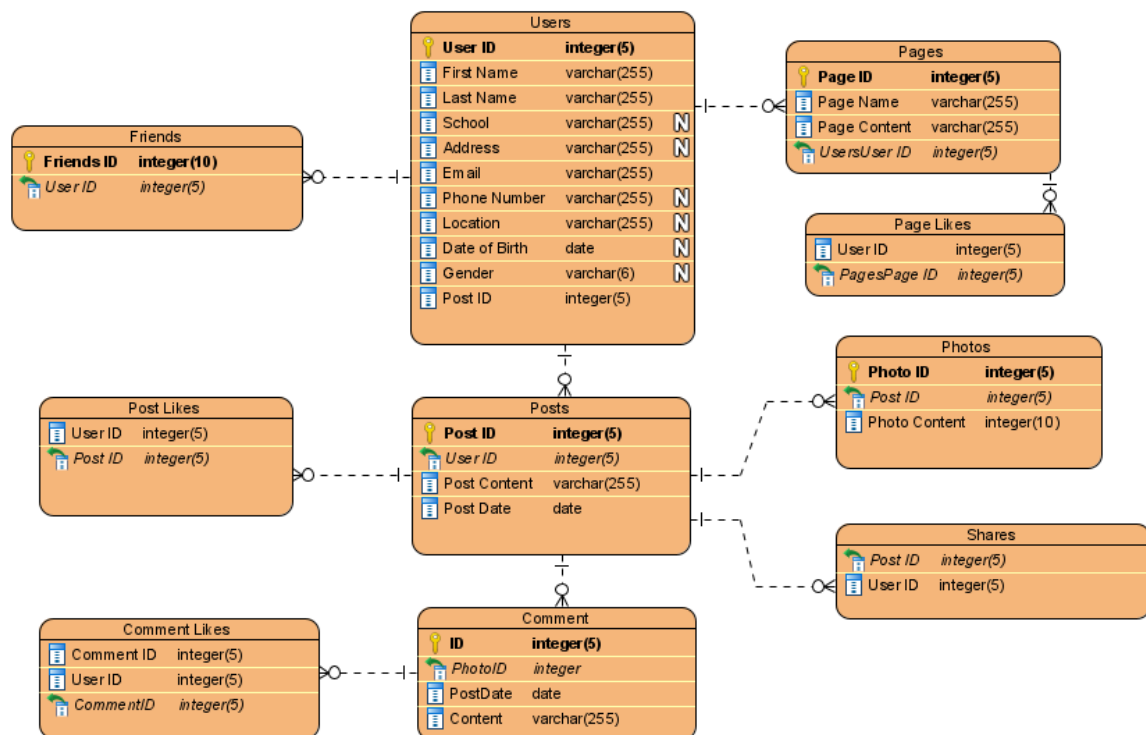 Users
User ID integer(5)
First Name varchar(255)
Last Name varchar(255)
School varchar(255) N
Address varchar(255) N
Email varchar(255)
Phone Number varchar(255) N
Location varchar(255) N
Date of Birth date N
Gender varchar(6) N
Post ID integer(5)
Pages
Page ID integer(5)
Page Name varchar(255)
Page Content varchar(255)
UsersUser ID integer(5)
Friends
Friends ID integer(10)
User ID integer(5)
Page Likes
User ID integer(5)
PagesPage ID integer(5)
Photos
Photo ID integer(5)
Post ID integer(5)
Photo Content integer(10)
Post Likes
User ID integer(5)
Post ID integer(5)
Posts
Post ID integer(5)
User ID integer(5)
Post Content varchar(255)
Post Date date
Shares
Post ID integer(5)
User ID integer(5)
Comment Likes
Comment ID integer(5)
User ID integer(5)
CommentID integer(5)
Comment
ID integer(5)
PhotoID integer
PostDate date
Content varchar(255)